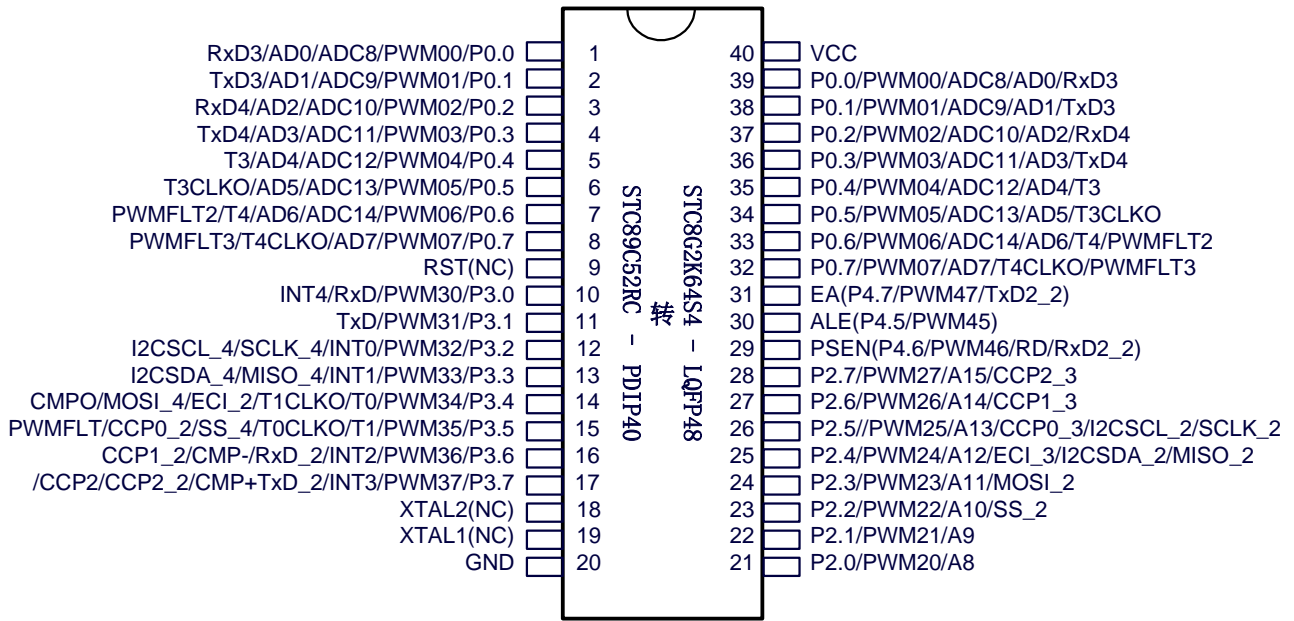 RxD3/AD0/ADC8/PWM00/P0.0 1 40 VCC
TxD3/AD1/ADC9/PWM01/P0.1 2 39 P0.0/PWM00/ADC8/AD0/RxD3
RxD4/AD2/ADC10/PWM02/P0.2 3 38 P0.1/PWM01/ADC9/AD1/TxD3
TxD4/AD3/ADC11/PWM03/P0.3 4 37 P0.2/PWM02/ADC10/AD2/RxD4
T3/AD4/ADC12/PWM04/P0.4 5 36 P0.3/PWM03/ADC11/AD3/TxD4
T3CLKO/AD5/ADC13/PWM05/P0.5 6 35 P0.4/PWM04/ADC12/AD4/T3
PWMFLT2/T4/AD6/ADC14/PWM06/P0.6 7 34 P0.5/PWM05/ADC13/AD5/T3CLKO
PWMFLT3/T4CLKO/AD7/PWM07/P0.7 8 33 P0.6/PWM06/ADC14/AD6/T4/PWMFLT2
RST(NC) 9 32 P0.7/PWM07/AD7/T4CLKO/PWMFLT3
INT4/RxD/PWM30/P3.0 10 31 EA(P4.7/PWM47/TxD2_2)
TxD/PWM31/P3.1 11 30 ALE(P4.5/PWM45)
I2CSCL_4/SCLK_4/INT0/PWM32/P3.2 12 29 PSEN(P4.6/PWM46/RD/RxD2_2)
I2CSDA_4/MISO_4/INT1/PWM33/P3.3 13 28 P2.7/PWM27/A15/CCP2_3
CMPO/MOSI_4/ECI_2/T1CLKO/T0/PWM34/P3.4 14 27 P2.6/PWM26/A14/CCP1_3
PWMFLT/CCP0_2/SS_4/T0CLKO/T1/PWM35/P3.5 15 26 P2.5//PWM25/A13/CCP0_3/I2CSCL_2/SCLK_2
CCP1_2/CMP-/RxD_2/INT2/PWM36/P3.6 16 25 P2.4/PWM24/A12/ECI_3/I2CSDA_2/MISO_2
/CCP2/CCP2_2/CMP+TxD_2/INT3/PWM37/P3.7 17 24 P2.3/PWM23/A11/MOSI_2
XTAL2(NC) 18 23 P2.2/PWM22/A10/SS_2
XTAL1(NC) 19 22 P2.1/PWM21/A9
GND 20 21 P2.0/PWM20/A8
STC8G2K64S4 - LQFP48
转
STC89C52RC - PDIP40